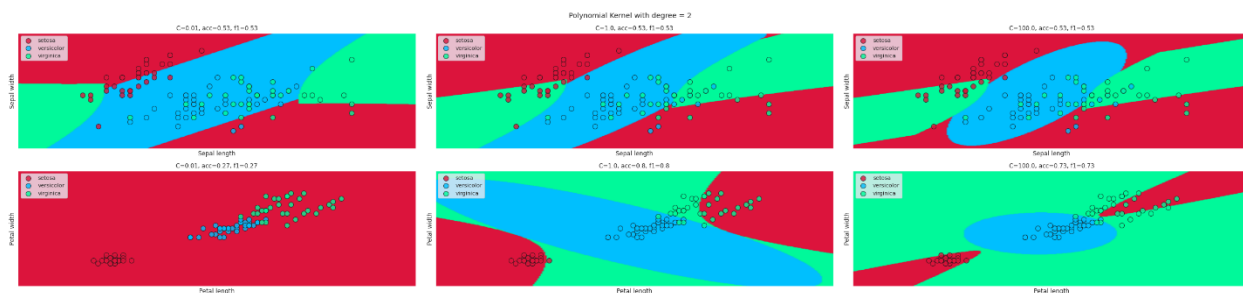 Polynomial Kernel with degree = 2
C=0.01, acc=0.53, f1=0.53
setosa
versicolor
virginica
Sepal width
Sepal length
C=1.0, acc=0.53, f1=0.53
setosa
versicolor
virginica
Sepal width
Sepal length
C=100.0, acc=0.53, f1=0.53
setosa
versicolor
virginica
Sepal width
Sepal length
C=0.01, acc=0.27, f1=0.27
setosa
versicolor
virginica
Petal width
Petal length
C=1.0, acc=0.8, f1=0.8
setosa
versicolor
virginica
Petal width
Petal length
C=100.0, acc=0.73, f1=0.73
setosa
versicolor
virginica
Petal width
Petal length